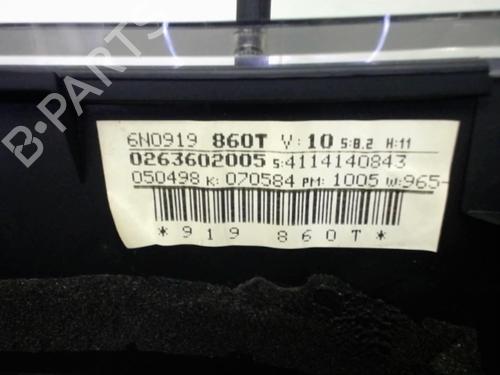 B-PARTS
6N0919 860T V:10 S:8.2 H:11
0263602005 S:4114140843
050498 K: 070584 PM: 1005 W:965-
*919 860T*